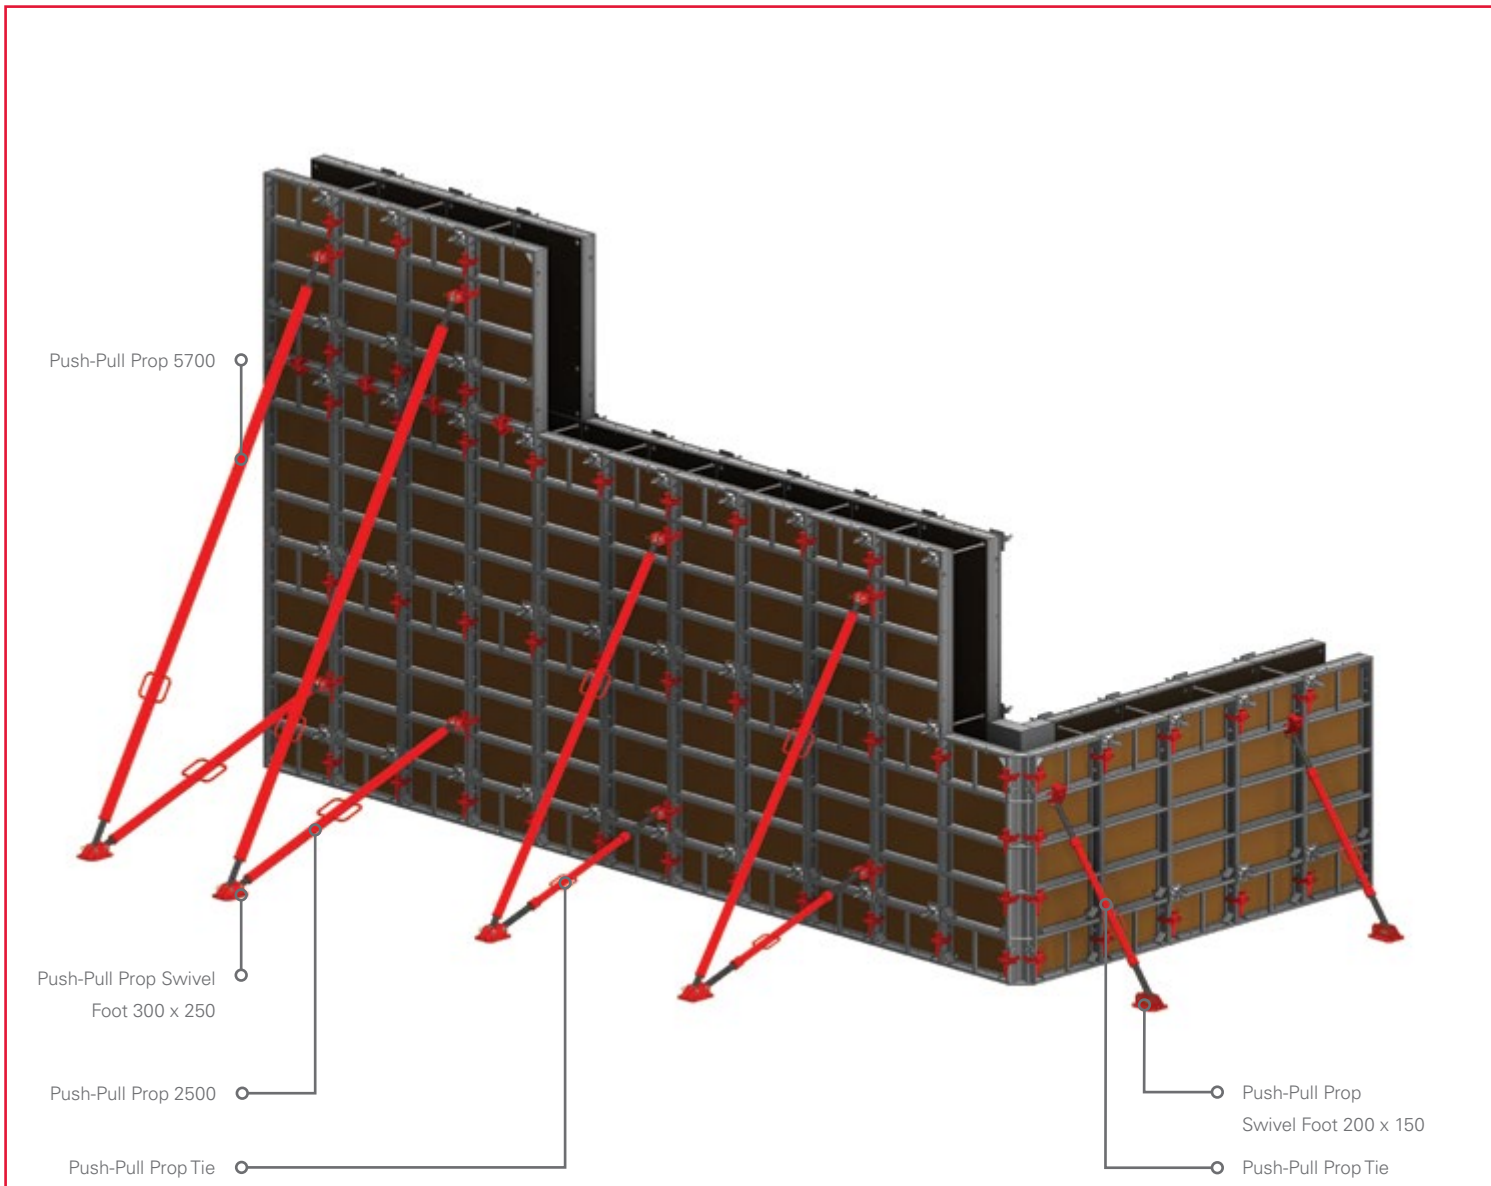 Push-Pull Prop 5700
Push-Pull Prop Swivel
Foot 300 x 250
Push-Pull Prop 2500
Push-Pull Prop Tie
Push-Pull Prop
Swivel Foot 200 x 150
Push-Pull Prop Tie